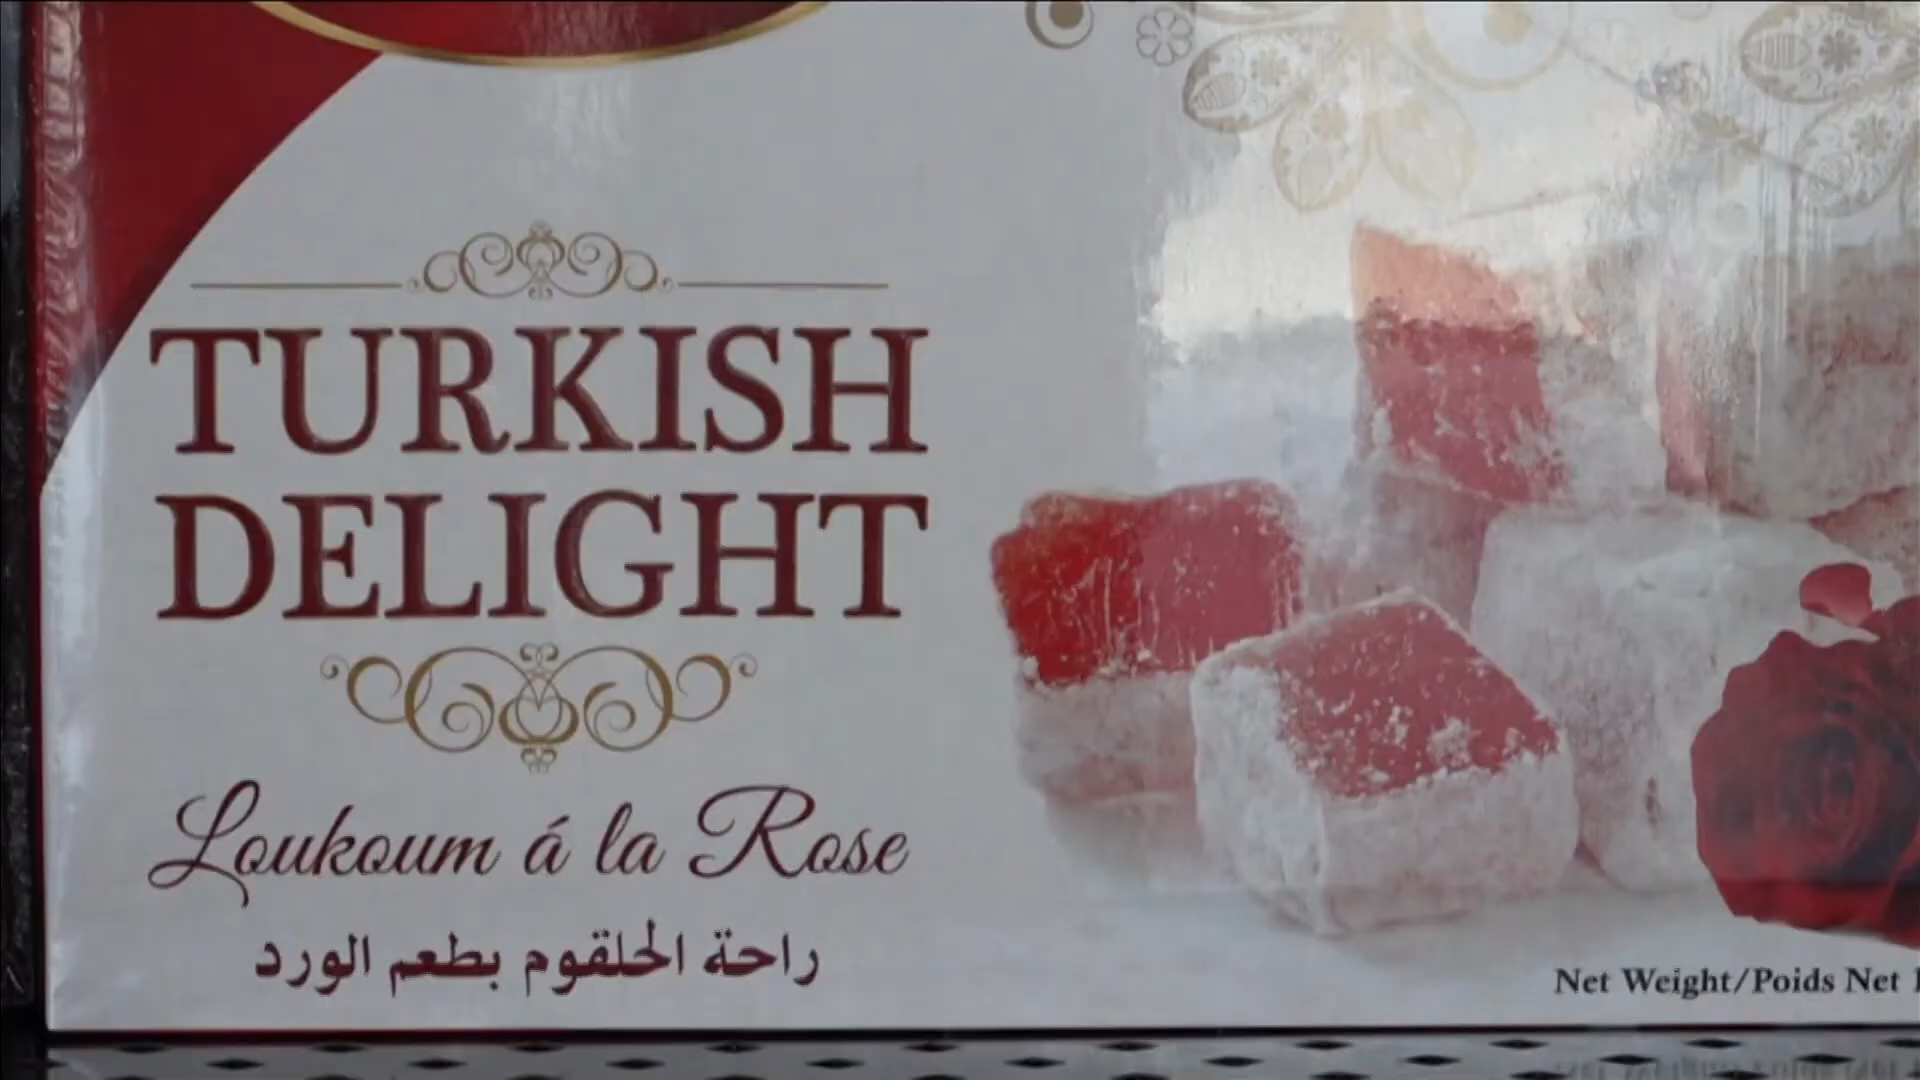 TURKISH
DELIGHT
Loukoum á la Rose
راحة الحلقوم بطعم الورد
Net Weight/Poids Net